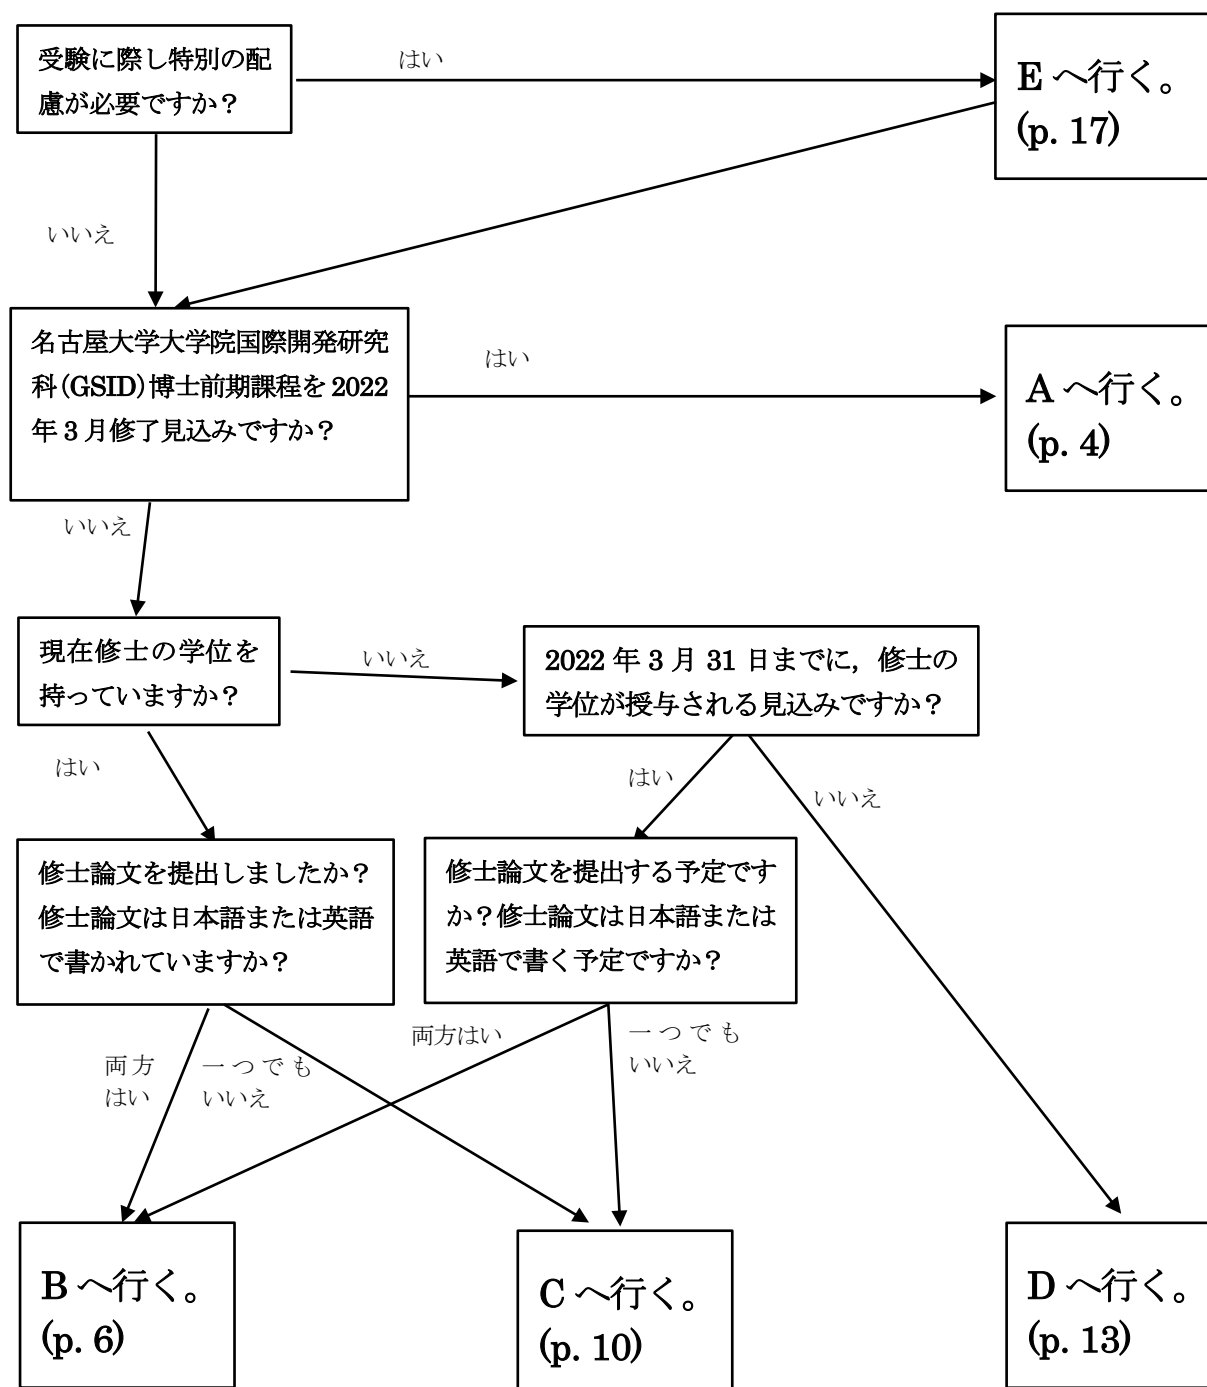 受験に際し特別の配
慮が必要ですか？
はい
E へ行く。
(p. 17)
いいえ
名古屋大学大学院国際開発研究
科(GSID)博士前期課程を 2022
年 3 月修了見込みですか？
はい
A へ行く。
(p. 4)
いいえ
現在修士の学位を
持っていますか？
いいえ
2022 年 3 月 31 日までに，修士の
学位が授与される見込みですか？
はい
はい
いいえ
修士論文を提出しましたか？
修士論文は日本語または英語
で書かれていますか？
修士論文を提出する予定です
か？修士論文は日本語または
英語で書く予定ですか？
両方
はい
一つでも
いいえ
両方はい
一つでも
いいえ
B へ行く。
(p. 6)
C へ行く。
(p. 10)
D へ行く。
(p. 13)